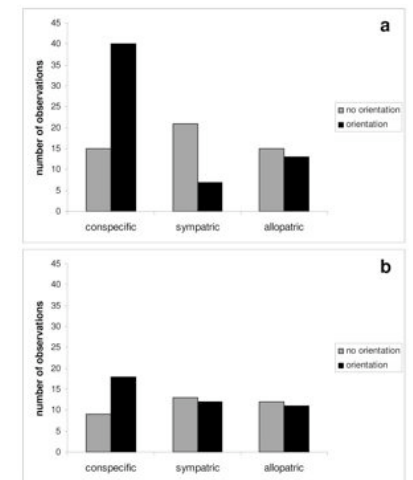 a
45
40
35
30
25
20
15
10
5
0
number of observations
no orientation
orientation
conspecific sympatric allopatric
b
45
40
35
30
25
20
15
10
5
0
number of observations
no orientation
orientation
conspecific sympatric allopatric